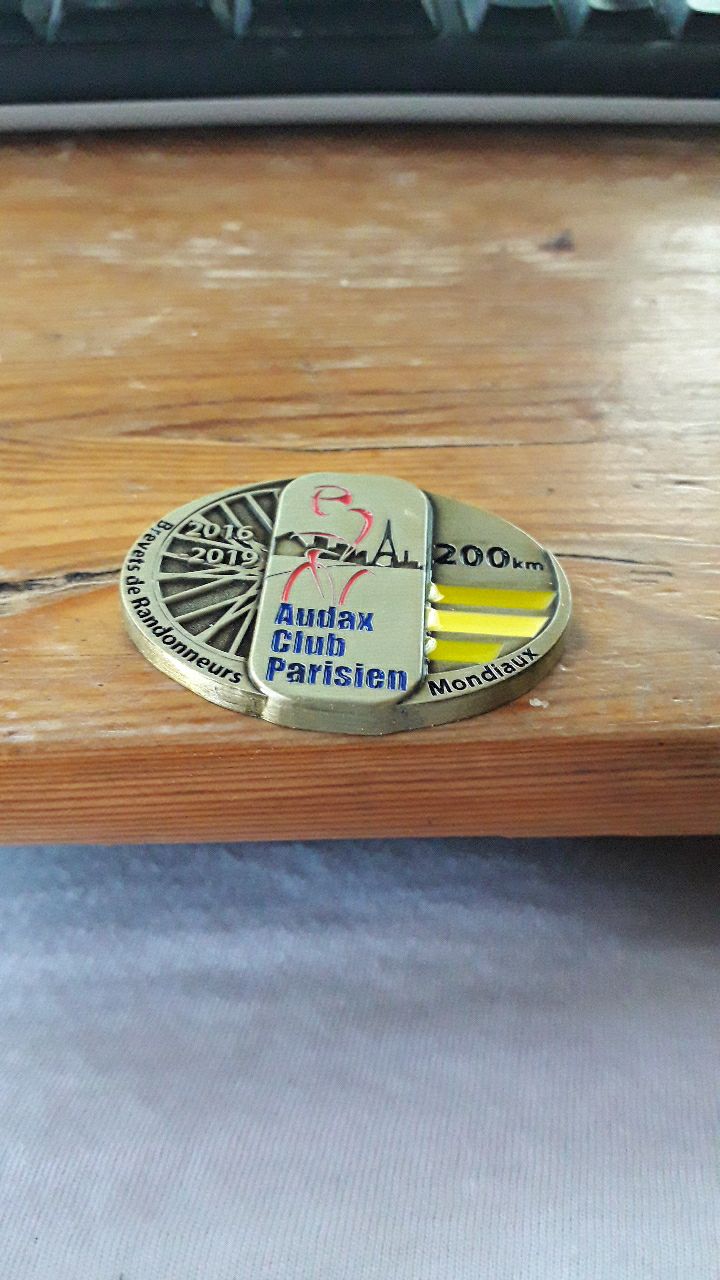 Brevets de Randonneurs
2016
2019
Audax
Club
Parisien
200km
Mondiaux